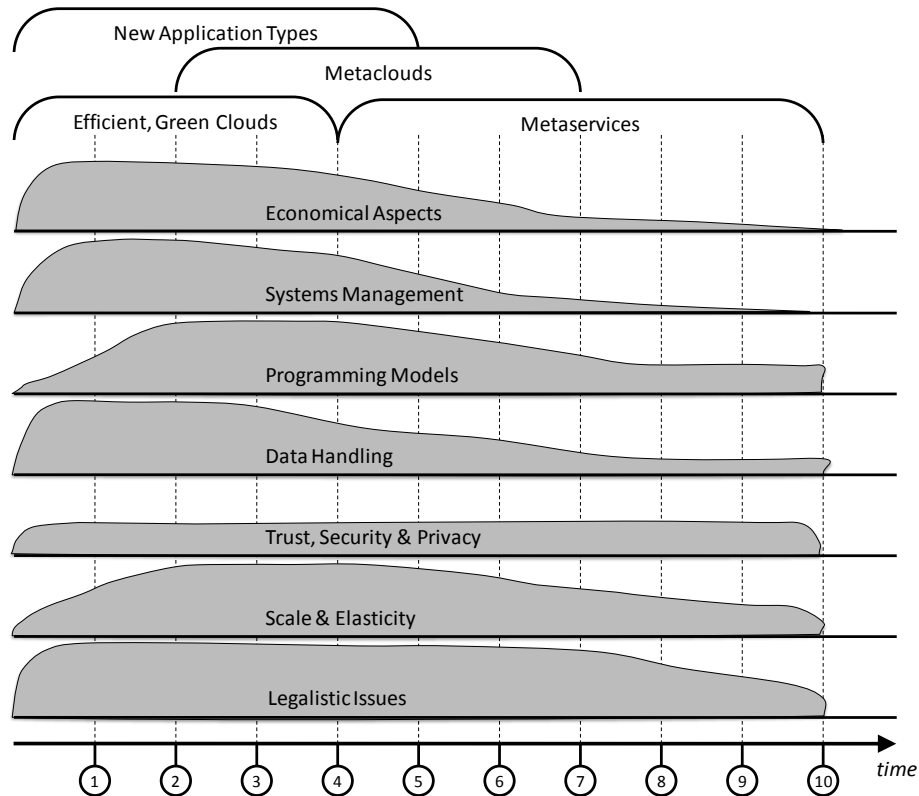 New Application Types
Metaclouds
Efficient, Green Clouds
Metaservices
Economical Aspects
Systems Management
Programming Models
Data Handling
Trust, Security & Privacy
Scale & Elasticity
Legalistic Issues
time
1 2 3 4 5 6 7 8 9 10